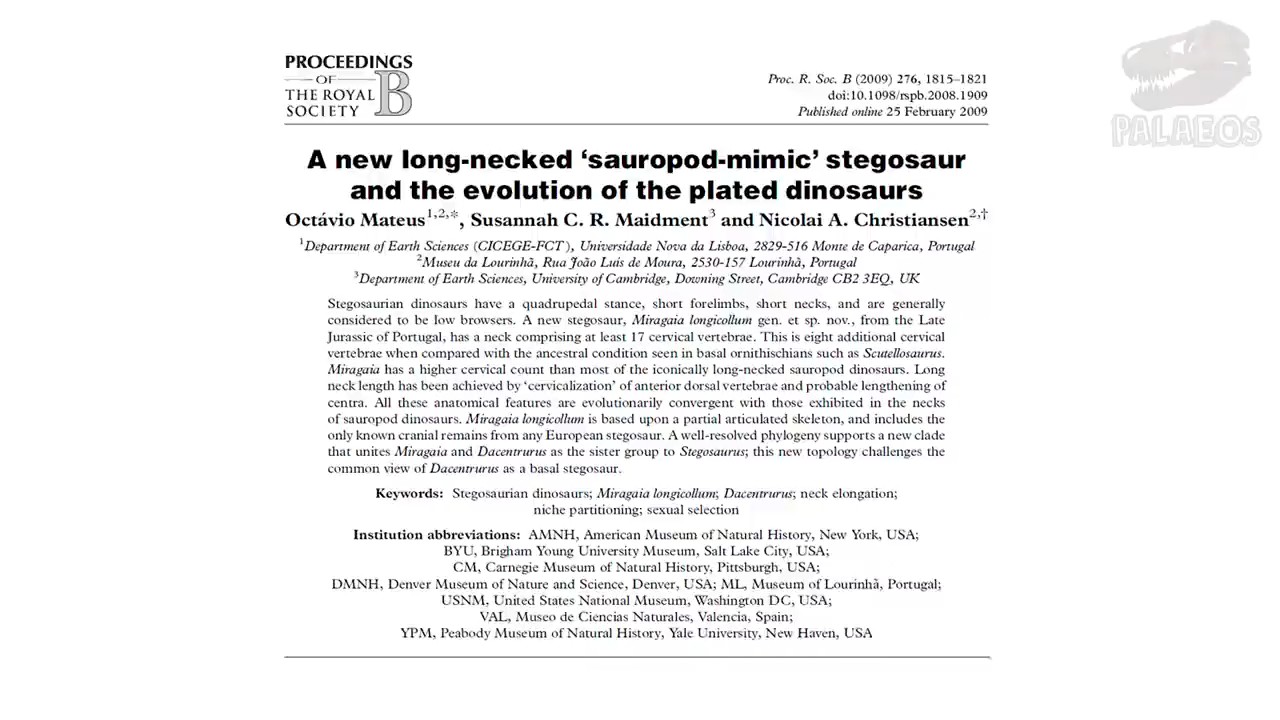 PALAEOS
PROCEEDINGS
OF
THE ROYAL
SOCIETY B
Proc. R. Soc. B (2009) 276, 1815–1821
doi:10.1098/rspb.2008.1909
Published online 25 February 2009
A new long-necked ‘sauropod-mimic’ stegosaur
and the evolution of the plated dinosaurs
Octávio Mateus1,2,*, Susannah C. R. Maidment3 and Nicolai A. Christiansen2,†
1Department of Earth Sciences (CICEGE-FCT), Universidade Nova da Lisboa, 2829-516 Monte de Caparica, Portugal
2Museu da Lourinhã, Rua João Luis de Moura, 2530-157 Lourinhã, Portugal
3Department of Earth Sciences, University of Cambridge, Downing Street, Cambridge CB2 3EQ, UK
Stegosaurian dinosaurs have a quadrupedal stance, short forelimbs, short necks, and are generally
considered to be low browsers. A new stegosaur, Miragaia longicollum gen. et sp. nov., from the Late
Jurassic of Portugal, has a neck comprising at least 17 cervical vertebrae. This is eight additional cervical
vertebrae when compared with the ancestral condition seen in basal ornithischians such as Scutellosaurus.
Miragaia has a higher cervical count than most of the iconically long-necked sauropod dinosaurs. Long
neck length has been achieved by ‘cervicalization’ of anterior dorsal vertebrae and probable lengthening of
centra. All these anatomical features are evolutionarily convergent with those exhibited in the necks
of sauropod dinosaurs. Miragaia longicollum is based upon a partial articulated skeleton, and includes the
only known cranial remains from any European stegosaur. A well-resolved phylogeny supports a new clade
that unites Miragaia and Dacentrurus as the sister group to Stegosaurus; this new topology challenges the
common view of Dacentrurus as a basal stegosaur.
Keywords: Stegosaurian dinosaurs; Miragaia longicollum; Dacentrurus; neck elongation;
niche partitioning; sexual selection
Institution abbreviations: AMNH, American Museum of Natural History, New York, USA;
BYU, Brigham Young University Museum, Salt Lake City, USA;
CM, Carnegie Museum of Natural History, Pittsburgh, USA;
DMNH, Denver Museum of Nature and Science, Denver, USA; ML, Museum of Lourinhã, Portugal;
USNM, United States National Museum, Washington DC, USA;
VAL, Museo de Ciencias Naturales, Valencia, Spain;
YPM, Peabody Museum of Natural History, Yale University, New Haven, USA